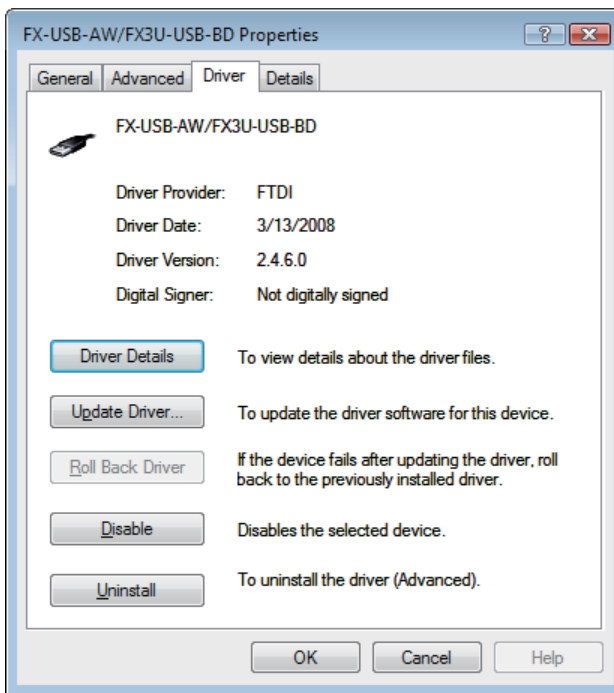 FX-USB-AW/FX3U-USB-BD Properties
General Advanced Driver Details
FX-USB-AW/FX3U-USB-BD
Driver Provider: FTDI
Driver Date: 3/13/2008
Driver Version: 2.4.6.0
Digital Signer: Not digitally signed
Driver Details To view details about the driver files.
Update Driver... To update the driver software for this device.
Roll Back Driver If the device fails after updating the driver, roll
back to the previously installed driver.
Disable Disables the selected device.
Uninstall To uninstall the driver (Advanced).
OK Cancel Help